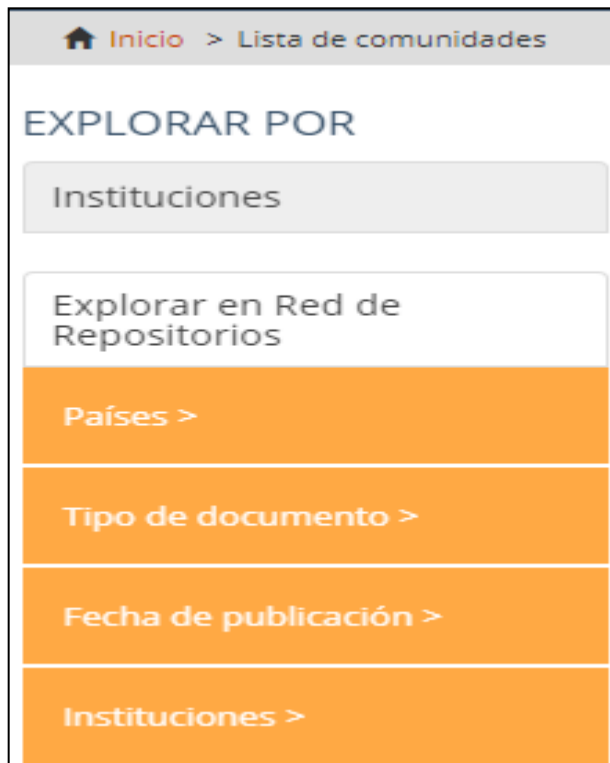 Inicio > Lista de comunidades
EXPLORAR POR
Instituciones
Explorar en Red de
Repositorios
Países >
Tipo de documento >
Fecha de publicación >
Instituciones >